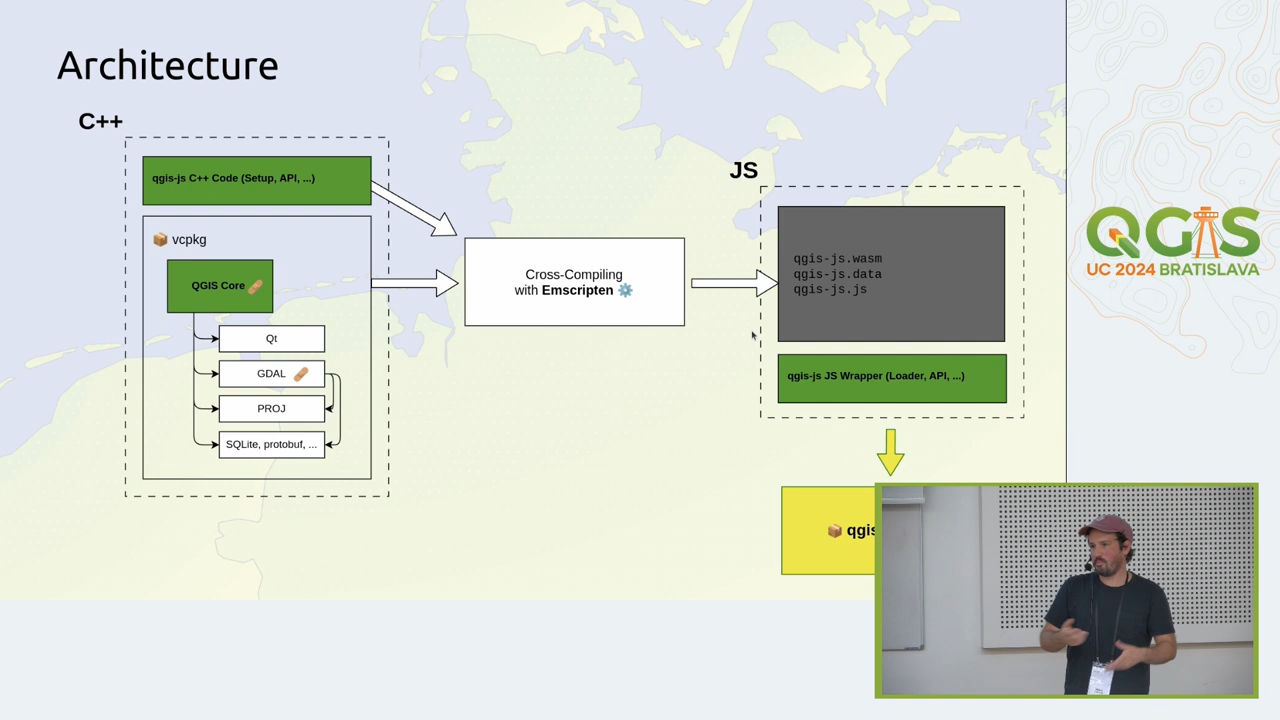 Architecture
C++
qgis-js C++ Code (Setup, API, ...)
vcpkg
QGIS Core
Qt
GDAL
PROJ
SQLite, protobuf, ...
Cross-Compiling
with Emscripten
JS
qgis-js.wasm
qgis-js.data
qgis-js.js
qgis-js JS Wrapper (Loader, API, ...)
qgis
QGIS
UC 2024 BRATISLAVA